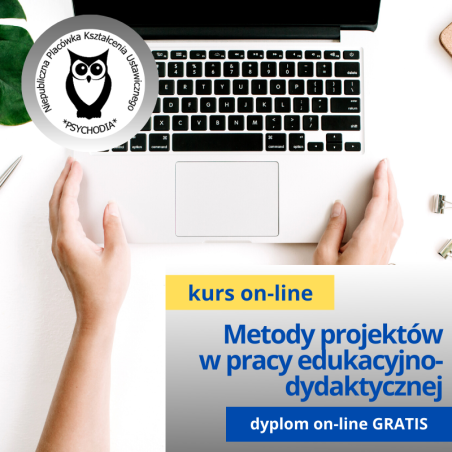 Niepubliczna Placówka Kształcenia Ustawicznego
*PSYCHODIA*
kurs on-line
Metody projektów
w pracy edukacyjno-
dydaktycznej
dyplom on-line GRATIS